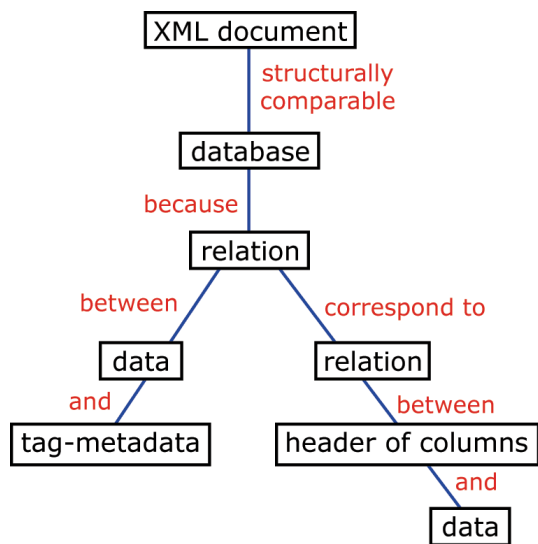 XML document
structurally
comparable
database
because
relation
between
correspond to
data
relation
and
between
tag-metadata
header of columns
and
data